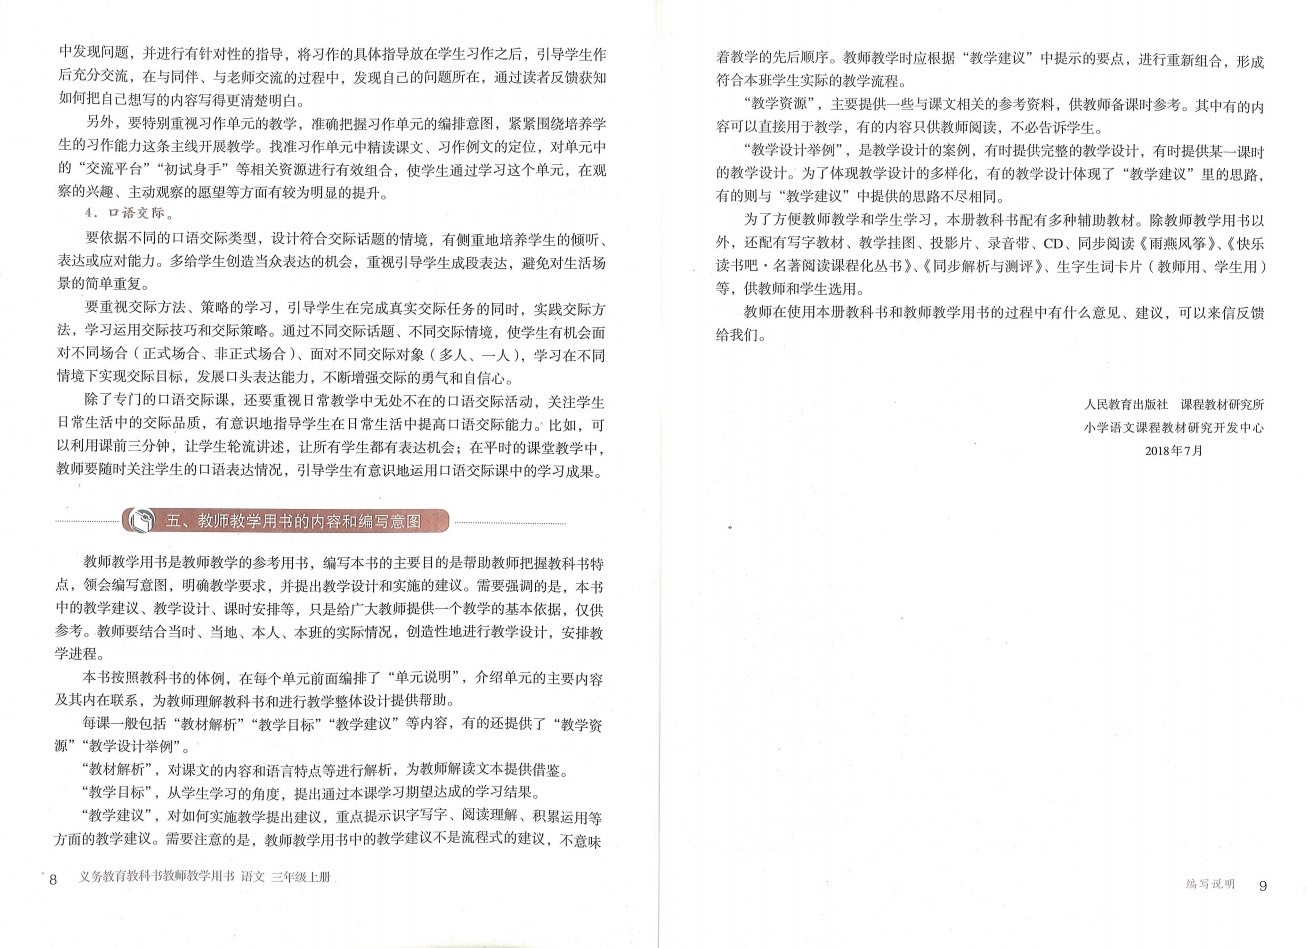 中发现问题，并进行有针对性的指导，将习作的具体指导放在学生习作之后，引导学生作
后充分交流，在与同伴、与老师交流的过程中，发现自己的问题所在，通过读者反馈获知
如何把自己想写的内容写得更清楚明白。
另外，要特别重视习作单元的教学，准确把握习作单元的编排意图，紧紧围绕培养学
生的习作能力这条主线开展教学。找准习作单元中精读课文、习作例文的定位，对单元中
的“交流平台”“初试身手”等相关资源进行有效组合，使学生通过学习这个单元，在观
察的兴趣、主动观察的愿望等方面有较为明显的提升。
4．口语交际。
要依据不同的口语交际类型，设计符合交际话题的情境，有侧重地培养学生的倾听、
表达或应对能力。多给学生创造当众表达的机会，重视引导学生成段表达，避免对生活场
景的简单重复。
要重视交际方法、策略的学习，引导学生在完成真实交际任务的同时，实践交际方
法，学习运用交际技巧和交际策略。通过不同交际话题、不同交际情境，使学生有机会面
对不同场合（正式场合、非正式场合）、面对不同交际对象（多人、一人），学习在不同
情境下实现交际目标，发展口头表达能力，不断增强交际的勇气和自信心。
除了专门的口语交际课，还要重视日常教学中无处不在的口语交际活动，关注学生
日常生活中的交际品质，有意识地指导学生在日常生活中提高口语交际能力。比如，可
以利用课前三分钟，让学生轮流讲述，让所有学生都有表达机会；在平时的课堂教学中，
教师要随时关注学生的口语表达情况，引导学生有意识地运用口语交际课中的学习成果。
五、教师教学用书的内容和编写意图
教师教学用书是教师教学的参考用书，编写本书的主要目的是帮助教师把握教科书特
点，领会编写意图，明确教学要求，并提出教学设计和实施的建议。需要强调的是，本书
中的教学建议、教学设计、课时安排等，只是给广大教师提供一个教学的基本依据，仅供
参考。教师要结合当时、当地、本人、本班的实际情况，创造性地进行教学设计，安排教
学进程。
本书按照教科书的体例，在每个单元前面编排了“单元说明”，介绍单元的主要内容
及其内在联系，为教师理解教科书和进行教学整体设计提供帮助。
每课一般包括“教材解析”“教学目标”“教学建议”等内容，有的还提供了“教学资
源”“教学设计举例”。
“教材解析”，对课文的内容和语言特点等进行解析，为教师解读文本提供借鉴。
“教学目标”，从学生学习的角度，提出通过本课学习期望达成的学习结果。
“教学建议”，对如何实施教学提出建议，重点提示识字写字、阅读理解、积累运用等
方面的教学建议。需要注意的是，教师教学用书中的教学建议不是流程式的建议，不意味
8 义务教育教科书教师教学用书 语文 三年级上册
着教学的先后顺序。教师教学时应根据“教学建议”中提示的要点，进行重新组合，形成
符合本班学生实际的教学流程。
“教学资源”，主要提供一些与课文相关的参考资料，供教师备课时参考。其中有的内
容可以直接用于教学，有的内容只供教师阅读，不必告诉学生。
“教学设计举例”，是教学设计的案例，有时提供完整的教学设计，有时提供某一课时
的教学设计。为了体现教学设计的多样化，有的教学设计体现了“教学建议”里的思路，
有的则与“教学建议”中提供的思路不尽相同。
为了方便教师教学和学生学习，本册教科书配有多种辅助教材。除教师教学用书以
外，还配有写字教材、教学挂图、投影片、录音带、CD、同步阅读《雨燕风筝》、《快乐
读书吧·名著阅读课程化丛书》、《同步解析与测评》、生字生词卡片（教师用、学生用）
等，供教师和学生选用。
教师在使用本册教科书和教师教学用书的过程中有什么意见、建议，可以来信反馈
给我们。
人民教育出版社 课程教材研究所
小学语文课程教材研究开发中心
2018年7月
编写说明 9